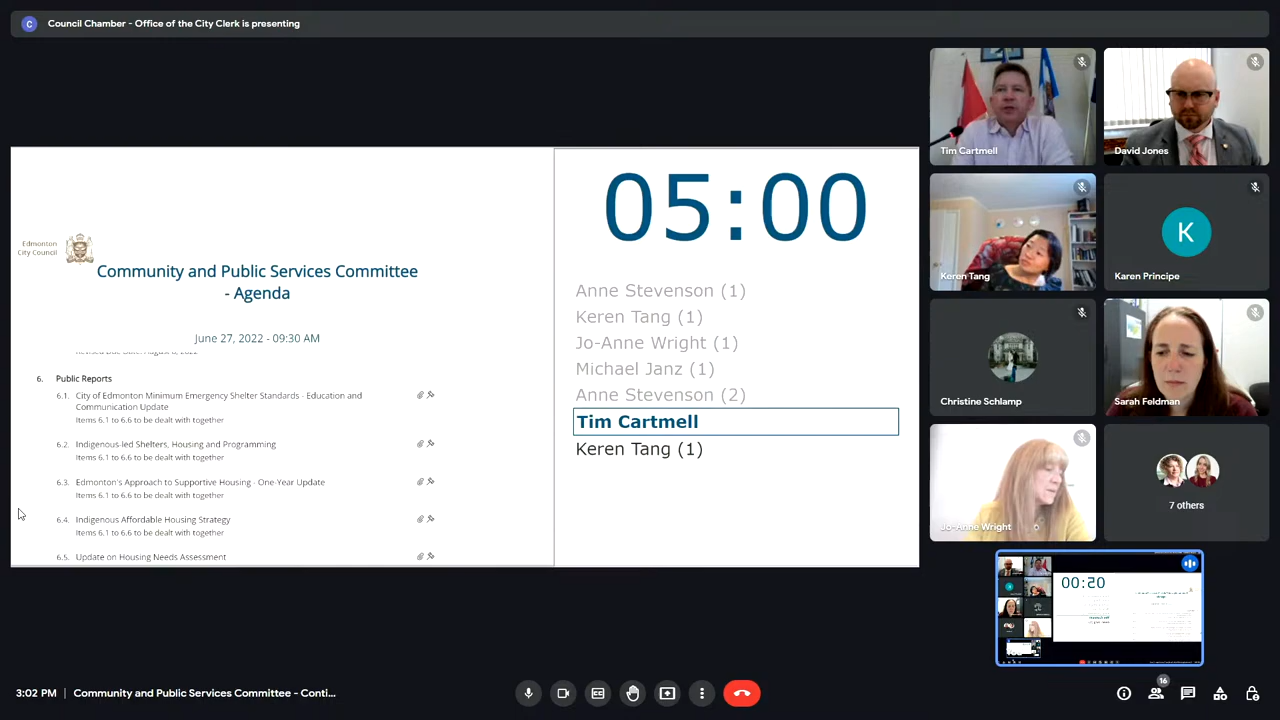 C
Council Chamber - Office of the City Clerk is presenting
Edmonton
City Council
Community and Public Services Committee
- Agenda
June 27, 2022 - 09:30 AM
6. Public Reports
6.1. City of Edmonton Minimum Emergency Shelter Standards - Education and
Communication Update
Items 6.1 to 6.6 to be dealt with together
6.2. Indigenous-led Shelters, Housing and Programming
Items 6.1 to 6.6 to be dealt with together
6.3. Edmonton's Approach to Supportive Housing - One-Year Update
Items 6.1 to 6.6 to be dealt with together
6.4. Indigenous Affordable Housing Strategy
Items 6.1 to 6.6 to be dealt with together
6.5. Update on Housing Needs Assessment
05:00
Anne Stevenson (1)
Keren Tang (1)
Jo-Anne Wright (1)
Michael Janz (1)
Anne Stevenson (2)
Tim Cartmell
Keren Tang (1)
Tim Cartmell
David Jones
Keren Tang
K
Karen Principe
Christine Schlamp
Sarah Feldman
Jo-Anne Wright
7 others
3:02 PM | Community and Public Services Committee - Conti...
16